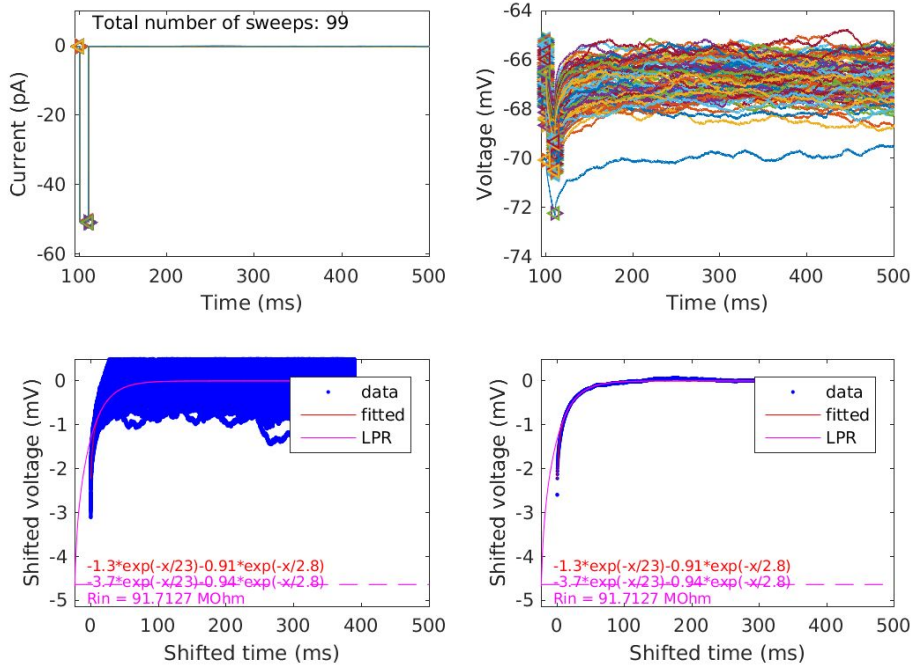 Total number of sweeps: 99
0
-20
-40
-60
Current (pA)
100
200
300
400
500
Time (ms)
-64
-66
-68
-70
-72
-74
Voltage (mV)
100
200
300
400
500
Time (ms)
0
-1
-2
-3
-4
-5
Shifted voltage (mV)
data
fitted
LPR
-1.3*exp(-x/23)-0.91*exp(-x/2.8)
-3.7*exp(-x/23)-0.94*exp(-x/2.8)
Rin = 91.7127 MOhm
0
100
200
300
400
500
Shifted time (ms)
0
-1
-2
-3
-4
-5
Shifted voltage (mV)
data
fitted
LPR
-1.3*exp(-x/23)-0.91*exp(-x/2.8)
-3.7*exp(-x/23)-0.94*exp(-x/2.8)
Rin = 91.7127 MOhm
0
100
200
300
400
500
Shifted time (ms)